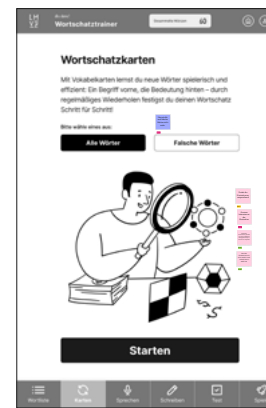 Wortschatztrainer
60
Wortschatzkarten
Mit Vokabelkarten lernst du neue Wörter spielerisch und
effizient: Ein Begriff vorne, die Bedeutung hinten – durch
regelmäßiges Wiederholen festigst du deinen Wortschatz
Schritt für Schritt!
Bitte wähle eines aus:
Alle Wörter
Falsche Wörter
Starten
Wortliste
Karten
Sprechen
Schreiben
Test